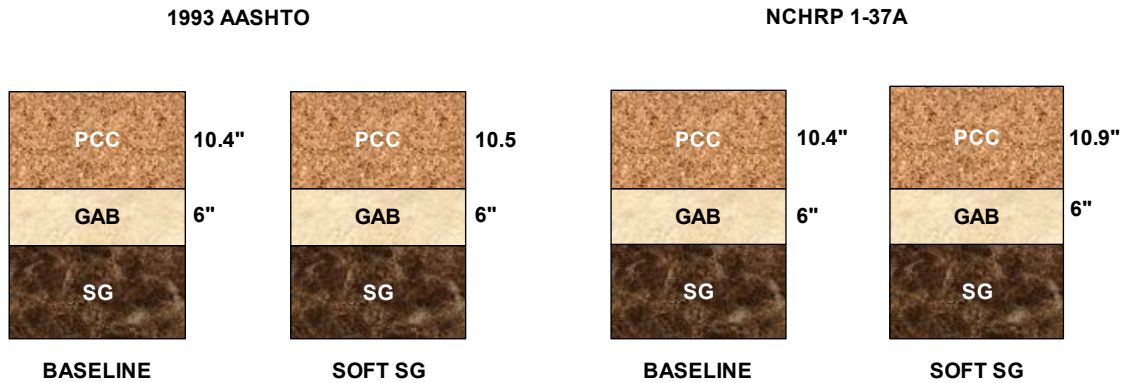 1993 AASHTO NCHRP 1-37A
PCC 10.4" PCC 10.5 PCC 10.4" PCC 10.9"
GAB 6" GAB 6" GAB 6" GAB 6"
SG SG SG SG
BASELINE SOFT SG BASELINE SOFT SG